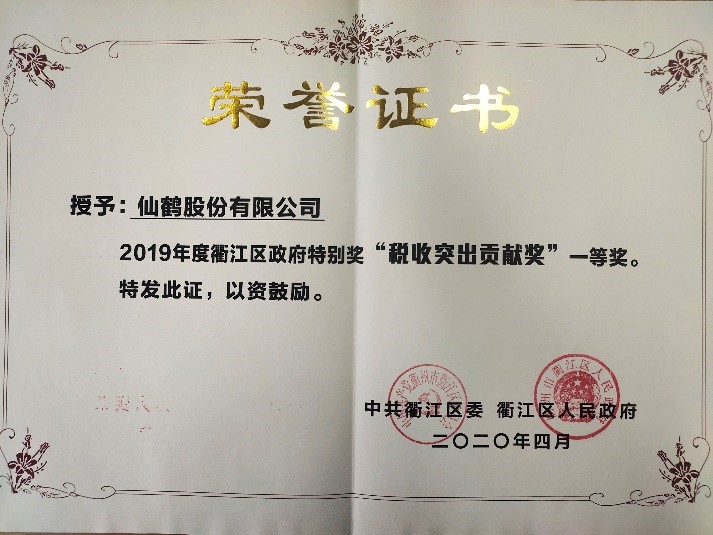 荣誉证书
授予：仙鹤股份有限公司
2019年度衢江区政府特别奖“税收突出贡献奖”一等奖。
特发此证，以资鼓励。
中共衢江区委 衢江区人民政府
二〇二〇年四月